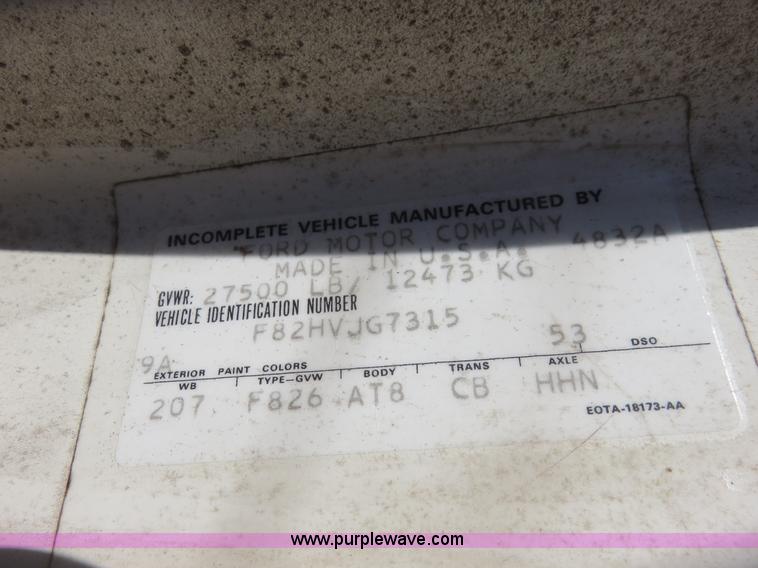 INCOMPLETE VEHICLE MANUFACTURED BY
FORD MOTOR COMPANY
MADE IN U.S.A. 4832A
GVWR: 27500 LB/ 12473 KG
VEHICLE IDENTIFICATION NUMBER
F82HVJG7315
9A 53
EXTERIOR PAINT COLORS DSO
WB TYPE-GVW BODY TRANS AXLE
207 F826 AT8 CB HHN
EOTA-18173-AA
www.purplewave.com